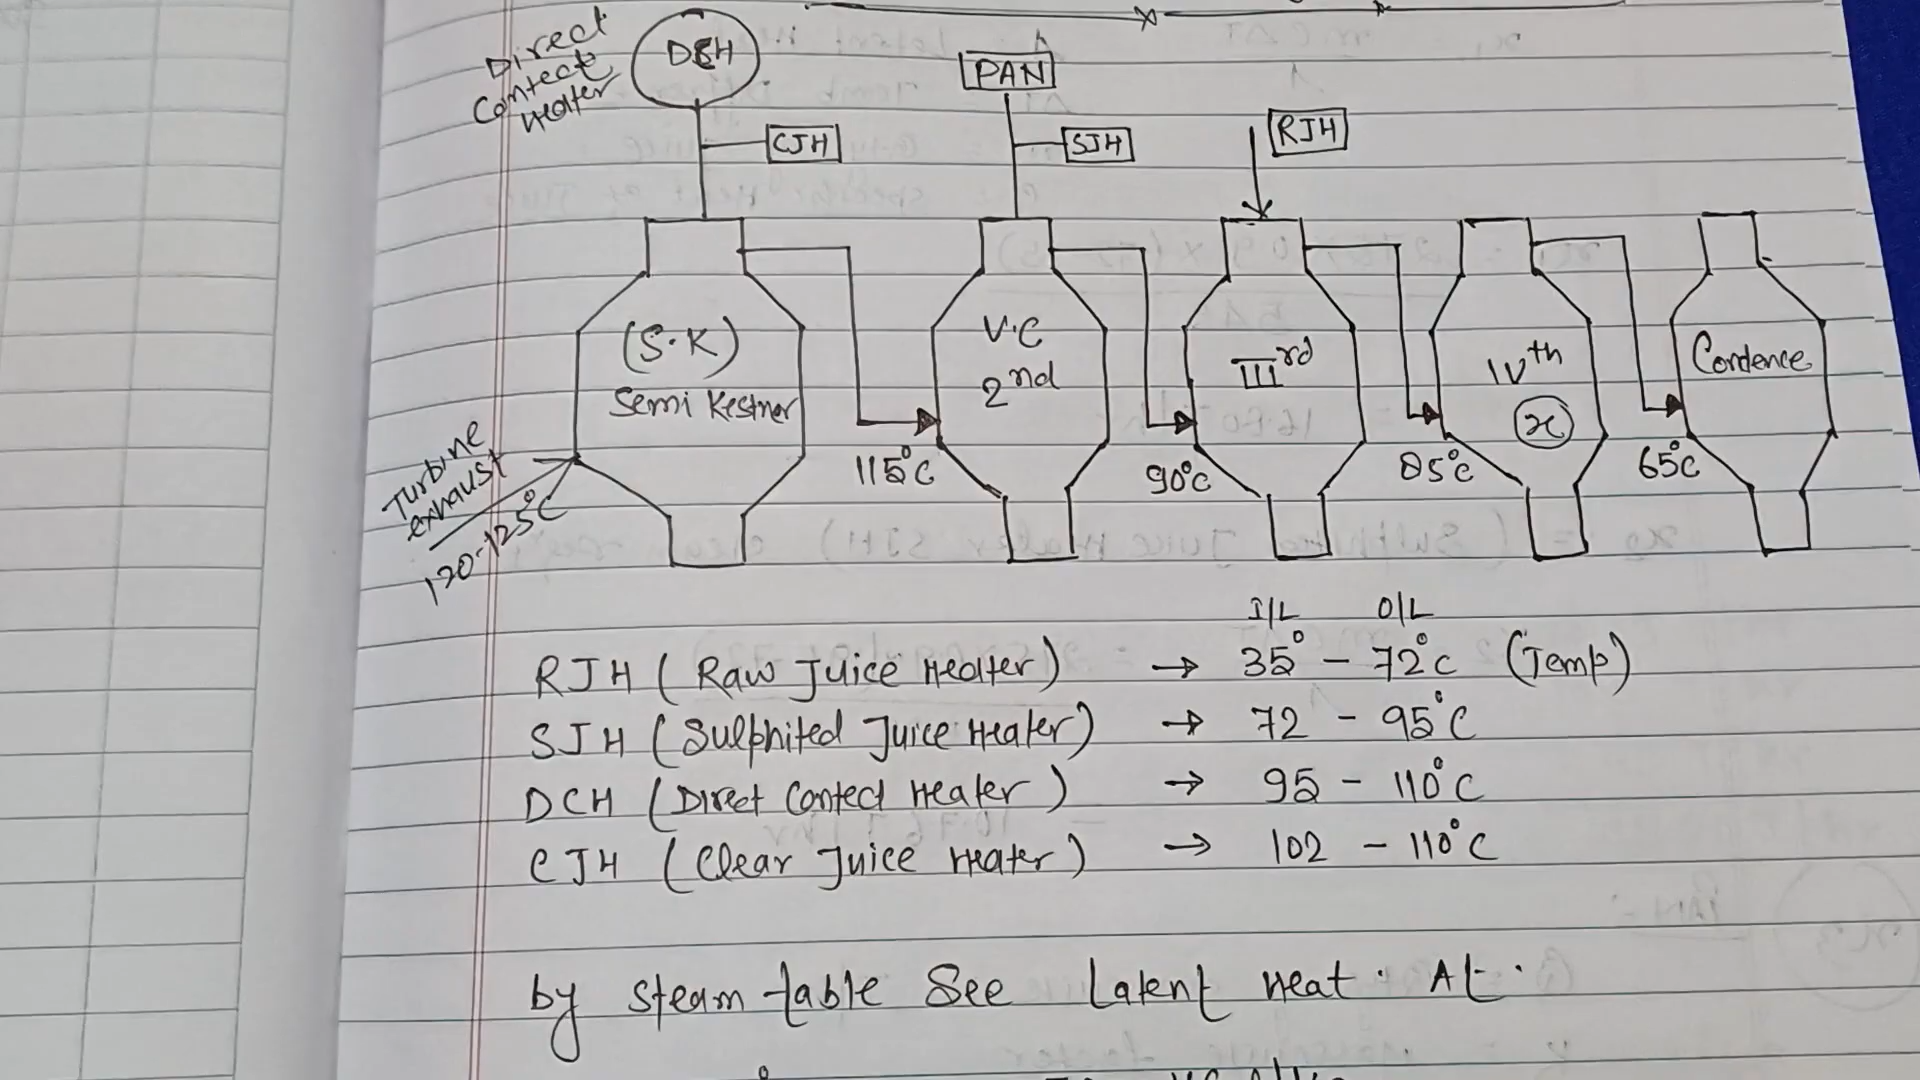 Direct
Contect
Heater
DCH
PAN
CJH
SJH
RJH
(S.K)
Semi Kestner
V.C
2nd
IIIrd
IVth
x
Condence
Turbine
exhaust
120-125°C
115°C
90°C
85°C
65°C
I/L O/L
RJH (Raw Juice Heater) → 35° - 72°C (Temp)
SJH (Sulphited Juice Heater) → 72 - 95°C
DCH (Direct Contect Heater) → 95 - 110°C
CJH (Clear Juice Heater) → 102 - 110°C
by steam table See Latent Heat. At.